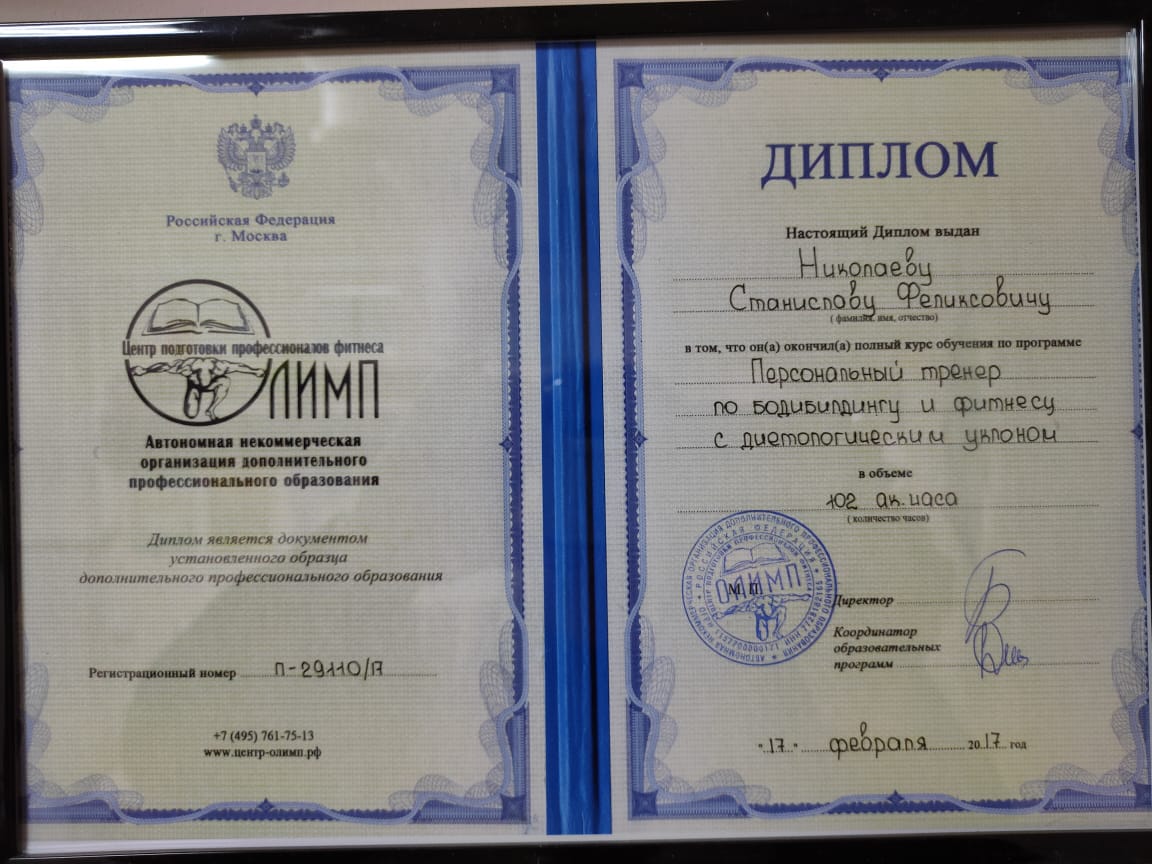 Российская Федерация
г. Москва
Центр подготовки профессионалов фитнеса
ОЛИМП
Автономная некоммерческая
организация дополнительного
профессионального образования
Диплом является документом
установленного образца
дополнительного профессионального образования
Регистрационный номер П-29110/17
+7 (495) 761-75-13
www.центр-олимп.рф
ДИПЛОМ
Настоящий Диплом выдан
Николаеву
Станиславу Феликсовичу
( фамилия, имя, отчество)
в том, что он(а) окончил(а) полный курс обучения по программе
Персональный тренер
по бодибилдингу и фитнесу
с диетологическим уклоном
в объеме
102 ак.часа
( количество часов)
ОЛИМП
М.П.
Директор
Координатор
образовательных
программ
"17" февраля 2017 год